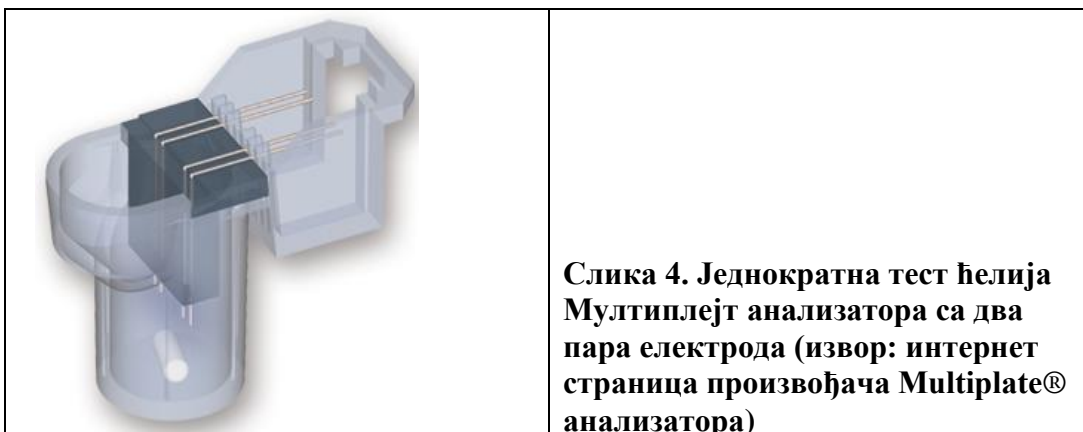 Слика 4. Једнократна тест ћелија
Мултиплејт анализатора са два
пара електрода (извор: интернет
страница произвођача Multiplate®
анализатора)